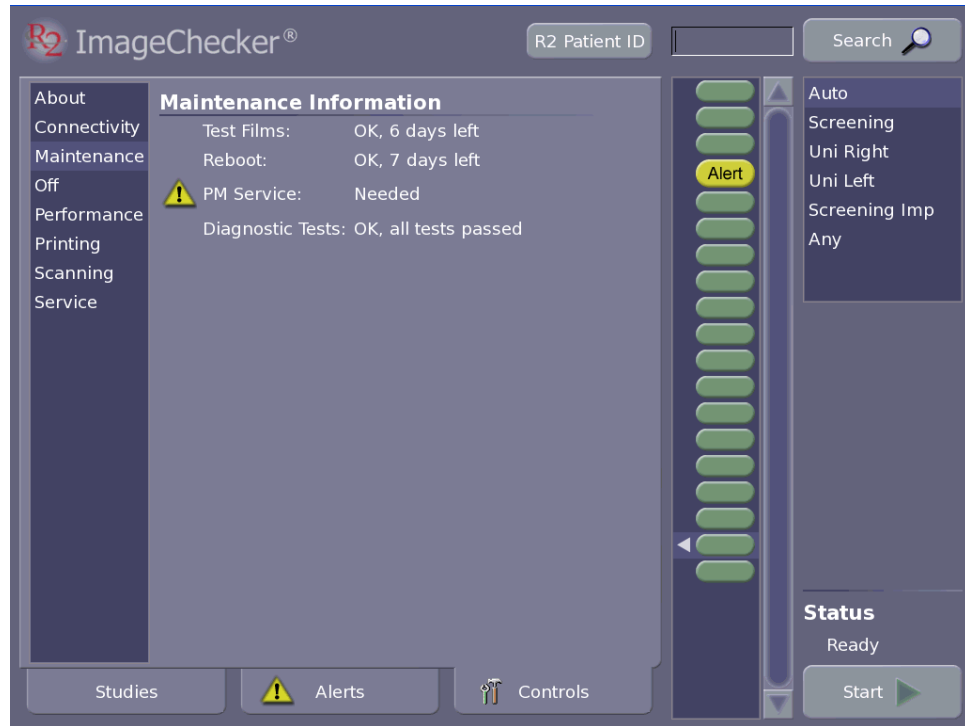 R2 ImageChecker®
R2 Patient ID
Search
About
Connectivity
Maintenance
Off
Performance
Printing
Scanning
Service
Maintenance Information
Test Films: OK, 6 days left
Reboot: OK, 7 days left
PM Service: Needed
Diagnostic Tests: OK, all tests passed
Alert
Auto
Screening
Uni Right
Uni Left
Screening Imp
Any
Status
Ready
Studies
Alerts
Controls
Start